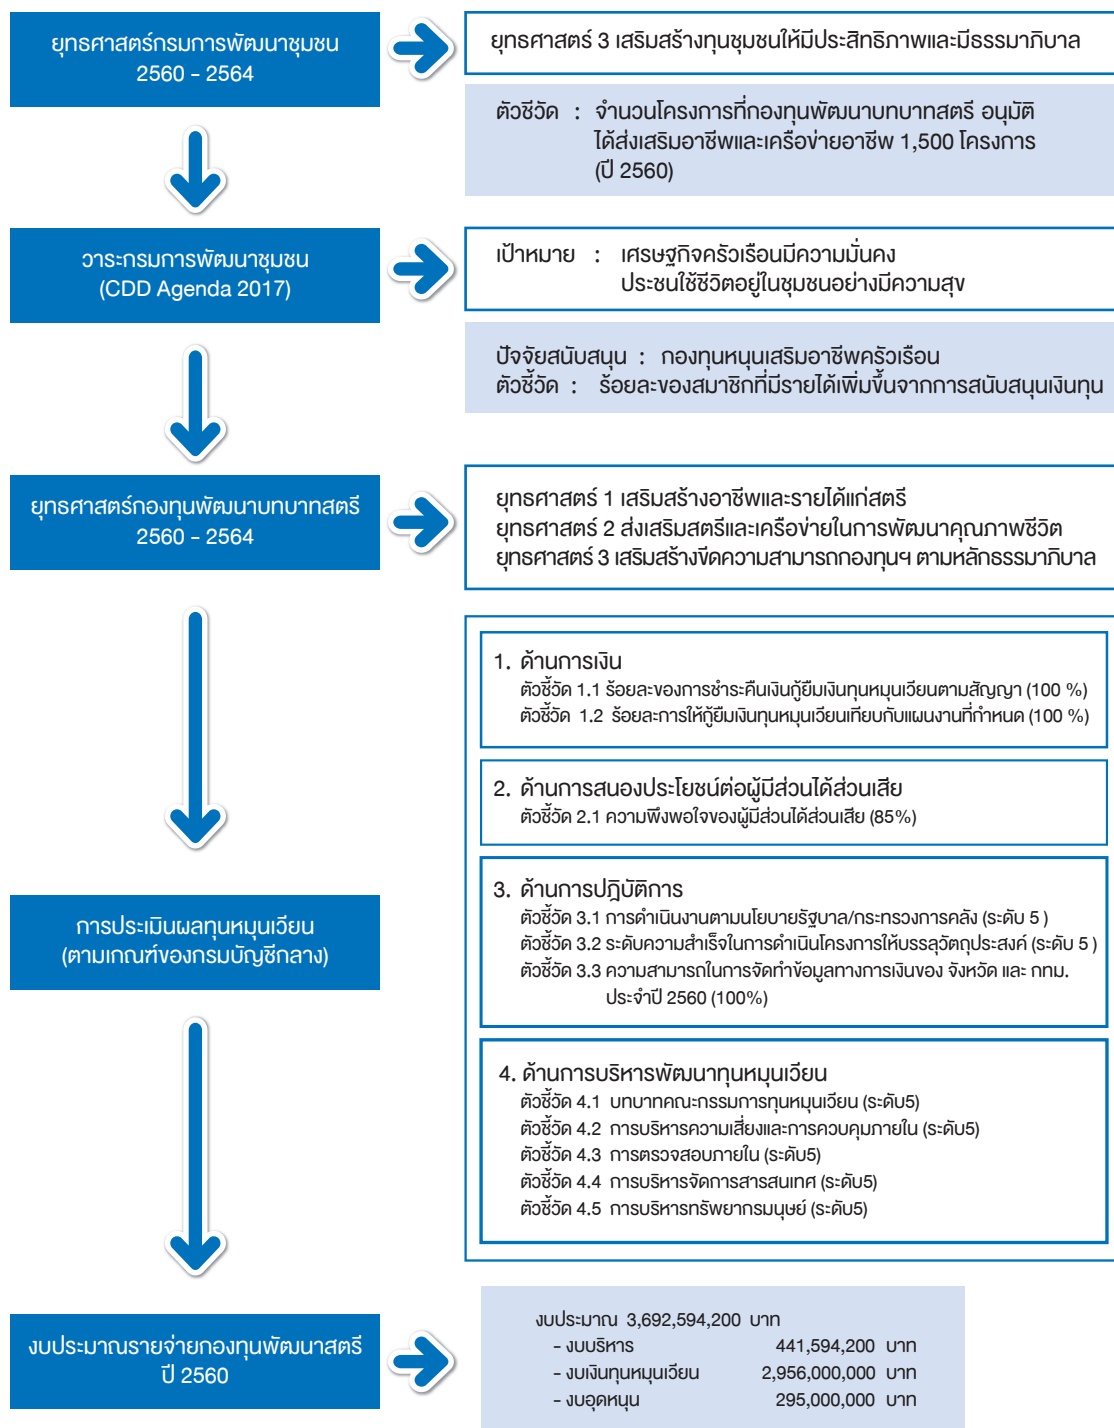 ยุทธศาสตร์กรมการพัฒนาชุมชน
2560 - 2564
ยุทธศาสตร์ 3 เสริมสร้างทุนชุมชนให้มีประสิทธิภาพและมีธรรมาภิบาล
ตัวชี้วัด : จำนวนโครงการที่กองทุนพัฒนาบทบาทสตรี อนุมัติ
ได้ส่งเสริมอาชีพและเครือข่ายอาชีพ 1,500 โครงการ
(ปี 2560)
วาระกรมการพัฒนาชุมชน
(CDD Agenda 2017)
เป้าหมาย : เศรษฐกิจครัวเรือนมีความมั่นคง
ประชนใช้ชีวิตอยู่ในชุมชนอย่างมีความสุข
ปัจจัยสนับสนุน : กองทุนหนุนเสริมอาชีพครัวเรือน
ตัวชี้วัด : ร้อยละของสมาชิกที่มีรายได้เพิ่มขึ้นจากการสนับสนุนเงินทุน
ยุทธศาสตร์กองทุนพัฒนาบทบาทสตรี
2560 - 2564
ยุทธศาสตร์ 1 เสริมสร้างอาชีพและรายได้แก่สตรี
ยุทธศาสตร์ 2 ส่งเสริมสตรีและเครือข่ายในการพัฒนาคุณภาพชีวิต
ยุทธศาสตร์ 3 เสริมสร้างขีดความสามารถกองทุนฯ ตามหลักธรรมาภิบาล
การประเมินผลทุนหมุนเวียน
(ตามเกณฑ์ของกรมบัญชีกลาง)
1. ด้านการเงิน
ตัวชี้วัด 1.1 ร้อยละของการชำระคืนเงินกู้ยืมเงินทุนหมุนเวียนตามสัญญา (100 %)
ตัวชี้วัด 1.2 ร้อยละการให้กู้ยืมเงินทุนหมุนเวียนเทียบกับแผนงานที่กำหนด (100 %)
2. ด้านการสนองประโยชน์ต่อผู้มีส่วนได้ส่วนเสีย
ตัวชี้วัด 2.1 ความพึงพอใจของผู้มีส่วนได้ส่วนเสีย (85%)
3. ด้านการปฎิบัติการ
ตัวชี้วัด 3.1 การดำเนินงานตามนโยบายรัฐบาล/กระทรวงการคลัง (ระดับ 5 )
ตัวชี้วัด 3.2 ระดับความสำเร็จในการดำเนินโครงการให้บรรลุวัตถุประสงค์ (ระดับ 5 )
ตัวชี้วัด 3.3 ความสามารถในการจัดทำข้อมูลทางการเงินของ จังหวัด และ กทม.
ประจำปี 2560 (100%)
4. ด้านการบริหารพัฒนาทุนหมุนเวียน
ตัวชี้วัด 4.1 บทบาทคณะกรรมการทุนหมุนเวียน (ระดับ5)
ตัวชี้วัด 4.2 การบริหารความเสี่ยงและการควบคุมภายใน (ระดับ5)
ตัวชี้วัด 4.3 การตรวจสอบภายใน (ระดับ5)
ตัวชี้วัด 4.4 การบริหารจัดการสารสนเทศ (ระดับ5)
ตัวชี้วัด 4.5 การบริหารทรัพยากรมนุษย์ (ระดับ5)
งบประมาณรายจ่ายกองทุนพัฒนาสตรี
ปี 2560
งบประมาณ 3,692,594,200 บาท
- งบบริหาร 441,594,200 บาท
- งบเงินทุนหมุนเวียน 2,956,000,000 บาท
- งบอุดหนุน 295,000,000 บาท